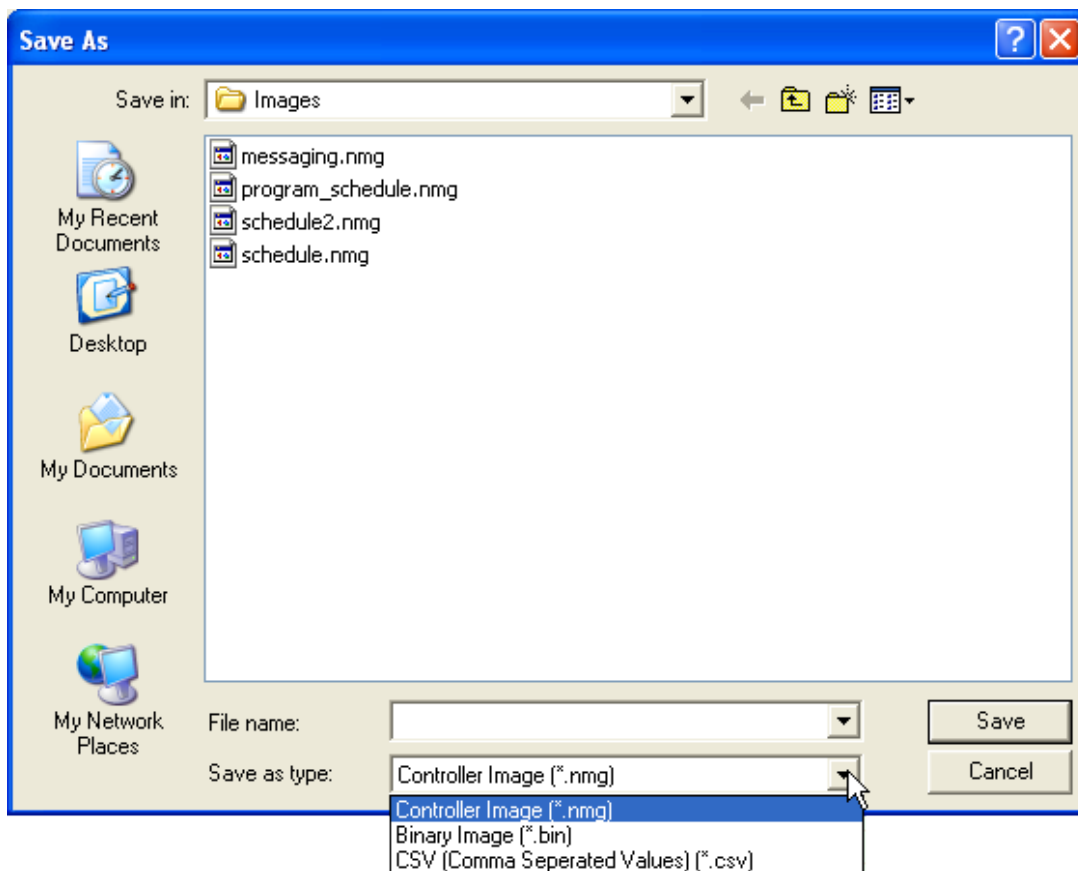 Save As
Save in:
Images
messaging.nmg
program_schedule.nmg
schedule2.nmg
schedule.nmg
My Recent
Documents
Desktop
My Documents
My Computer
My Network
Places
File name:
Save
Save as type:
Controller Image (*.nmg)
Cancel
Controller Image (*.nmg)
Binary Image (*.bin)
CSV (Comma Seperated Values) (*.csv)